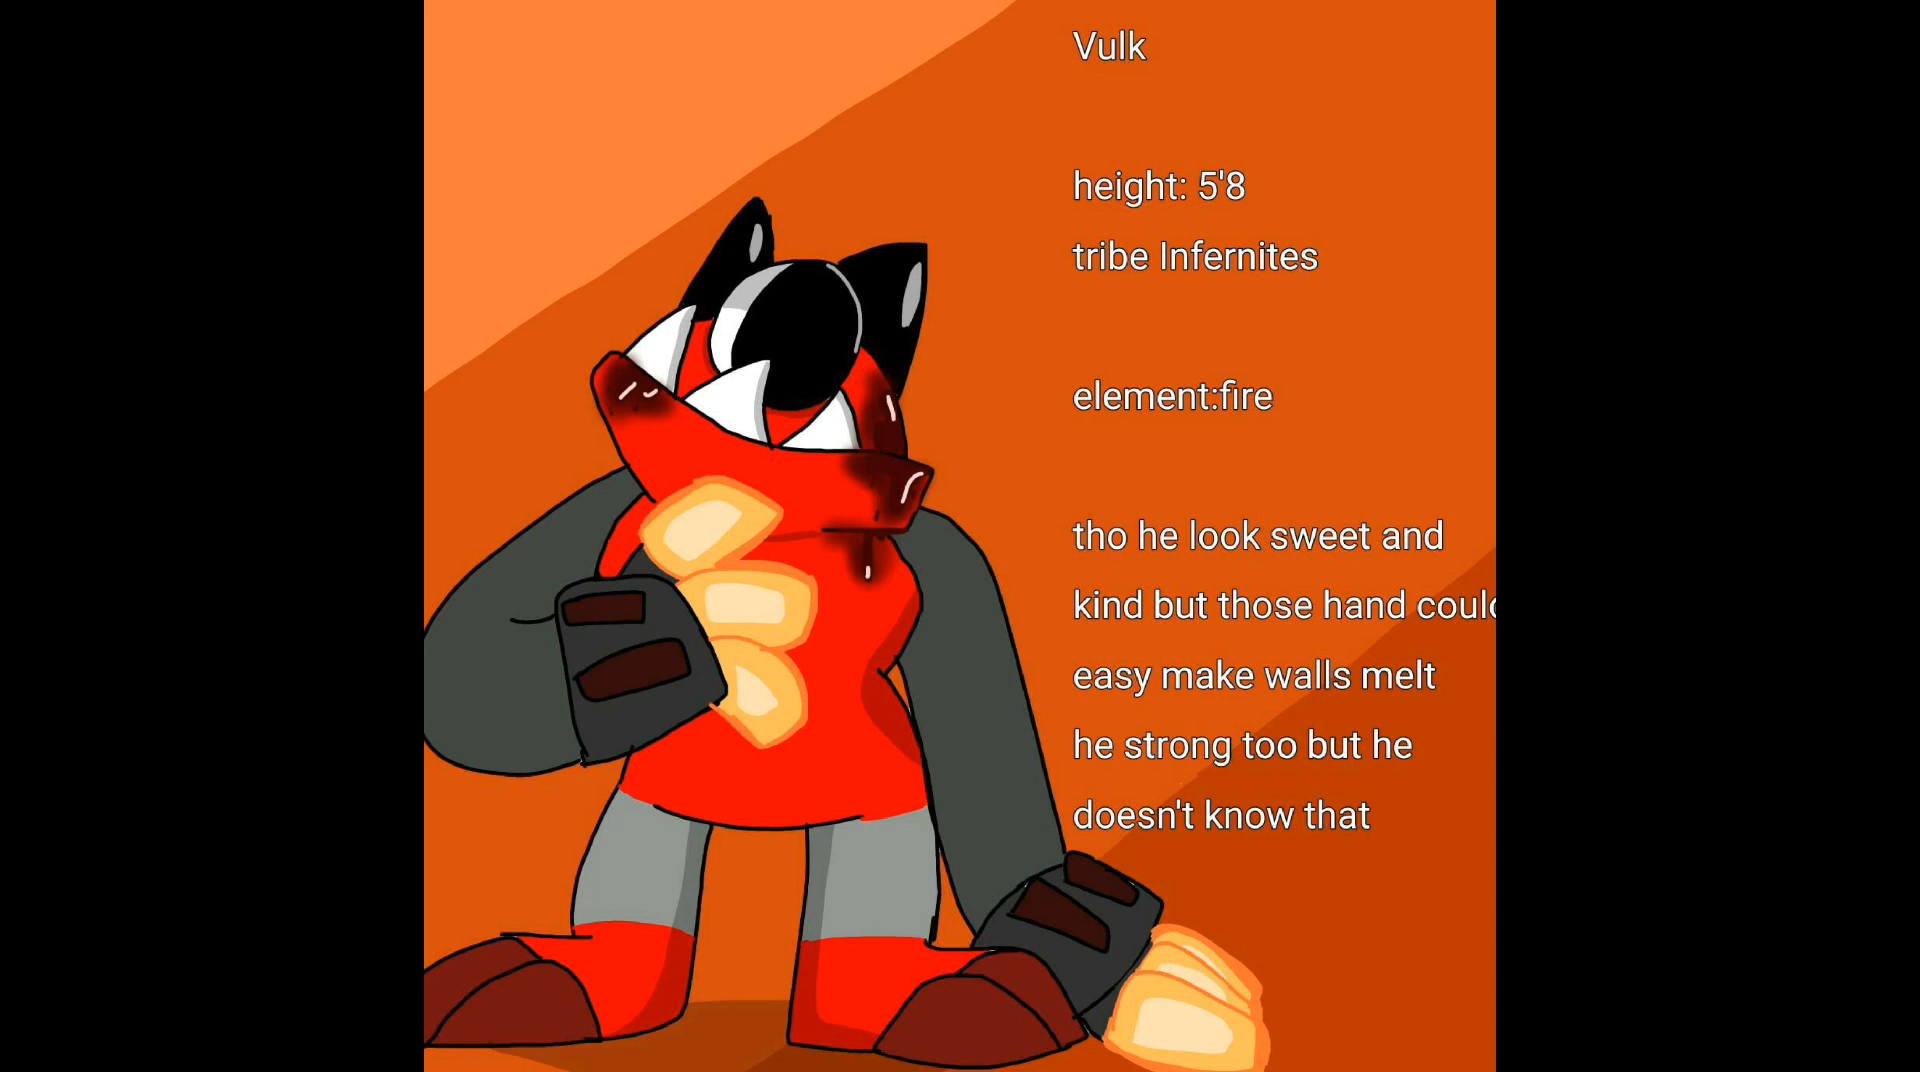 Vulk
height: 5'8
tribe Infernites
element:fire
tho he look sweet and
kind but those hand could
easy make walls melt
he strong too but he
doesn't know that